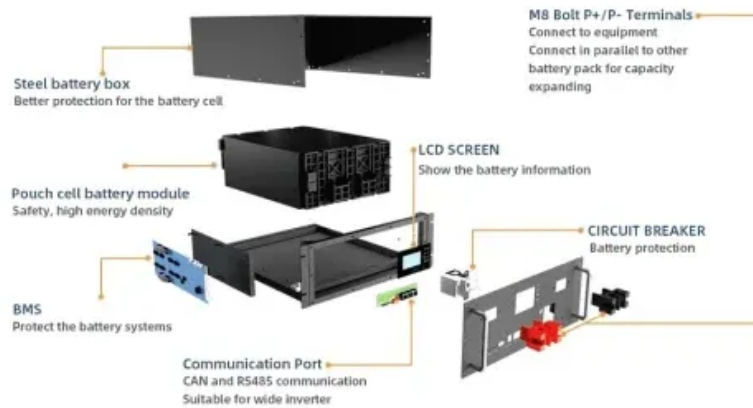 M8 Bolt P+/P- Terminals
Connect to equipment
Connect in parallel to other
battery pack for capacity
expanding
Steel battery box
Better protection for the battery cell
LCD SCREEN
Show the battery information
Pouch cell battery module
Safety, high energy density
CIRCUIT BREAKER
Battery protection
BMS
Protect the battery systems
Communication Port
CAN and RS485 communication
Suitable for wide inverter